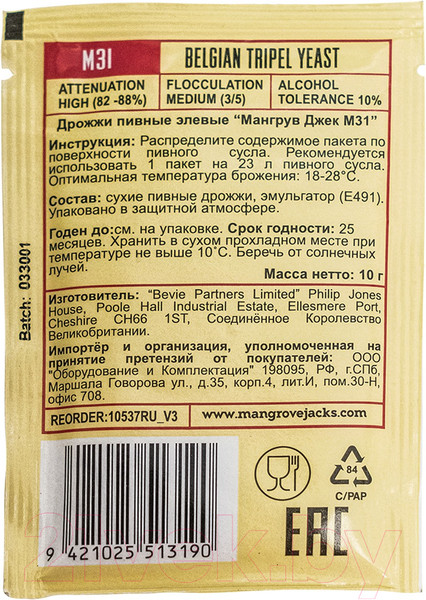 M31 BELGIAN TRIPEL YEAST
ATTENUATION FLOCCULATION ALCOHOL
HIGH (82 -88%) MEDIUM (3/5) TOLERANCE 10%
Дрожжи пивные элевые “Мангрув Джек М31”
Инструкция: Распределите содержимое пакета по
поверхности пивного сусла. Рекомендуется
использовать 1 пакет на 23 л пивного сусла.
Оптимальная температура брожения: 18-28°С.
Состав: сухие пивные дрожжи, эмульгатор (Е491).
Упаковано в защитной атмосфере.
Годен до:см. на упаковке. Срок годности: 25
месяцев. Хранить в сухом прохладном месте при
температуре не выше 10°С. Беречь от солнечных
лучей.
Масса нетто: 10 г
Изготовитель: “Bevie Partners Limited” Philip Jones
House, Poole Hall Industrial Estate, Ellesmere Port,
Cheshire CH66 1ST, Соединённое Королевство
Великобритании.
Импортёр и организация, уполномоченная на
принятие претензий от покупателей: ООО
"Оборудование и Комплектация" 198095, РФ, г.СПб,
Маршала Говорова ул., д.35, корп.4, лит.И, пом.30-Н,
офис 708.
REORDER:10537RU_V3 www.mangrovejacks.com
Batch: 033001
84
C/PAP
EAC
9 421025 513190